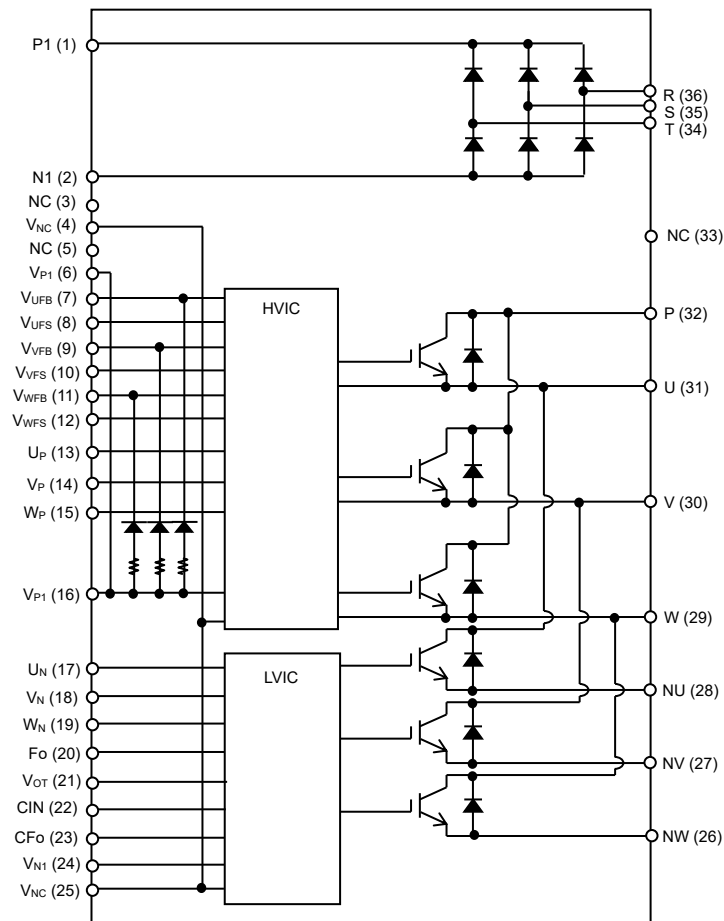 P1 (1)
N1 (2)
NC (3)
VNC (4)
NC (5)
VP1 (6)
VUFB (7)
VUFS (8)
VVFB (9)
VVFS (10)
VWFB (11)
VWFS (12)
UP (13)
VP (14)
WP (15)
VP1 (16)
UN (17)
VN (18)
WN (19)
Fo (20)
VOT (21)
CIN (22)
CFo (23)
VN1 (24)
VNC (25)
HVIC
LVIC
R (36)
S (35)
T (34)
NC (33)
P (32)
U (31)
V (30)
W (29)
NU (28)
NV (27)
NW (26)